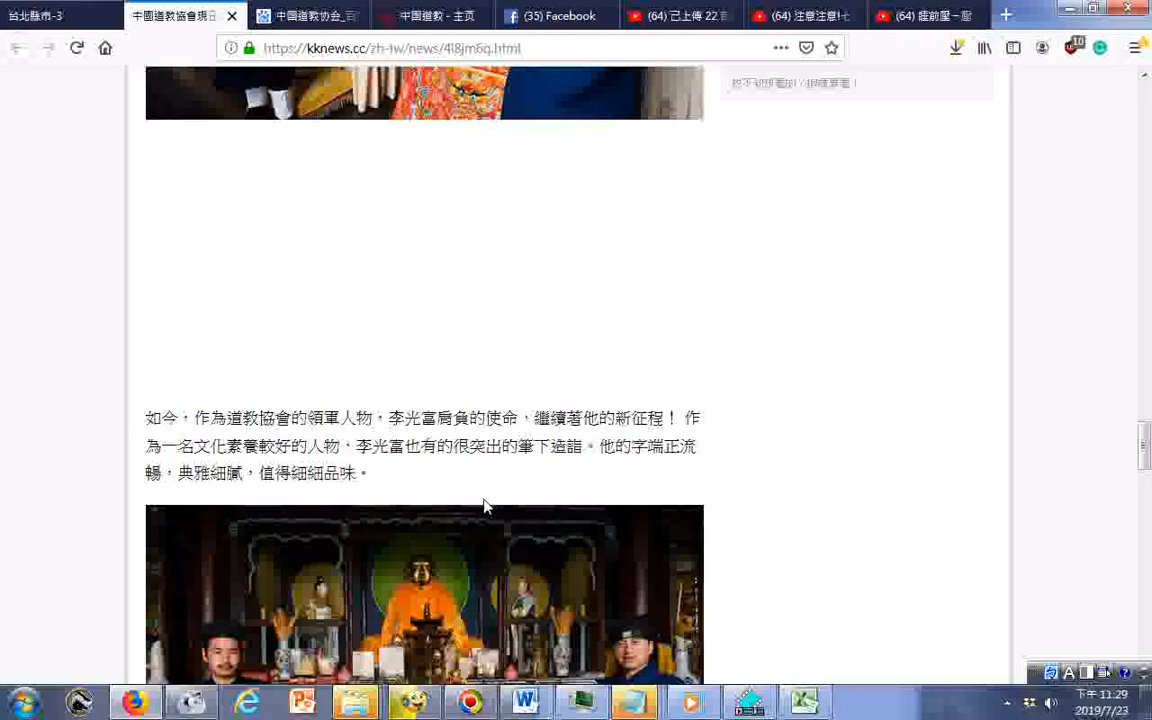 台北縣市-3
中國道教協會現
中国道教协会_百
中国道教 - 主页
(35) Facebook
(64) 已上傳 22 首
(64) 注意注意!
https://kknews.cc/zh-tw/news/4l8jm6q.html
10
如今，作為道教協會的領軍人物，李光富肩負的使命，繼續著他的新征程！ 作
為一名文化素養較好的人物，李光富也有的很突出的筆下造詣。他的字端正流
暢，典雅細膩，值得細細品味。
下午 11:29
2019/7/23